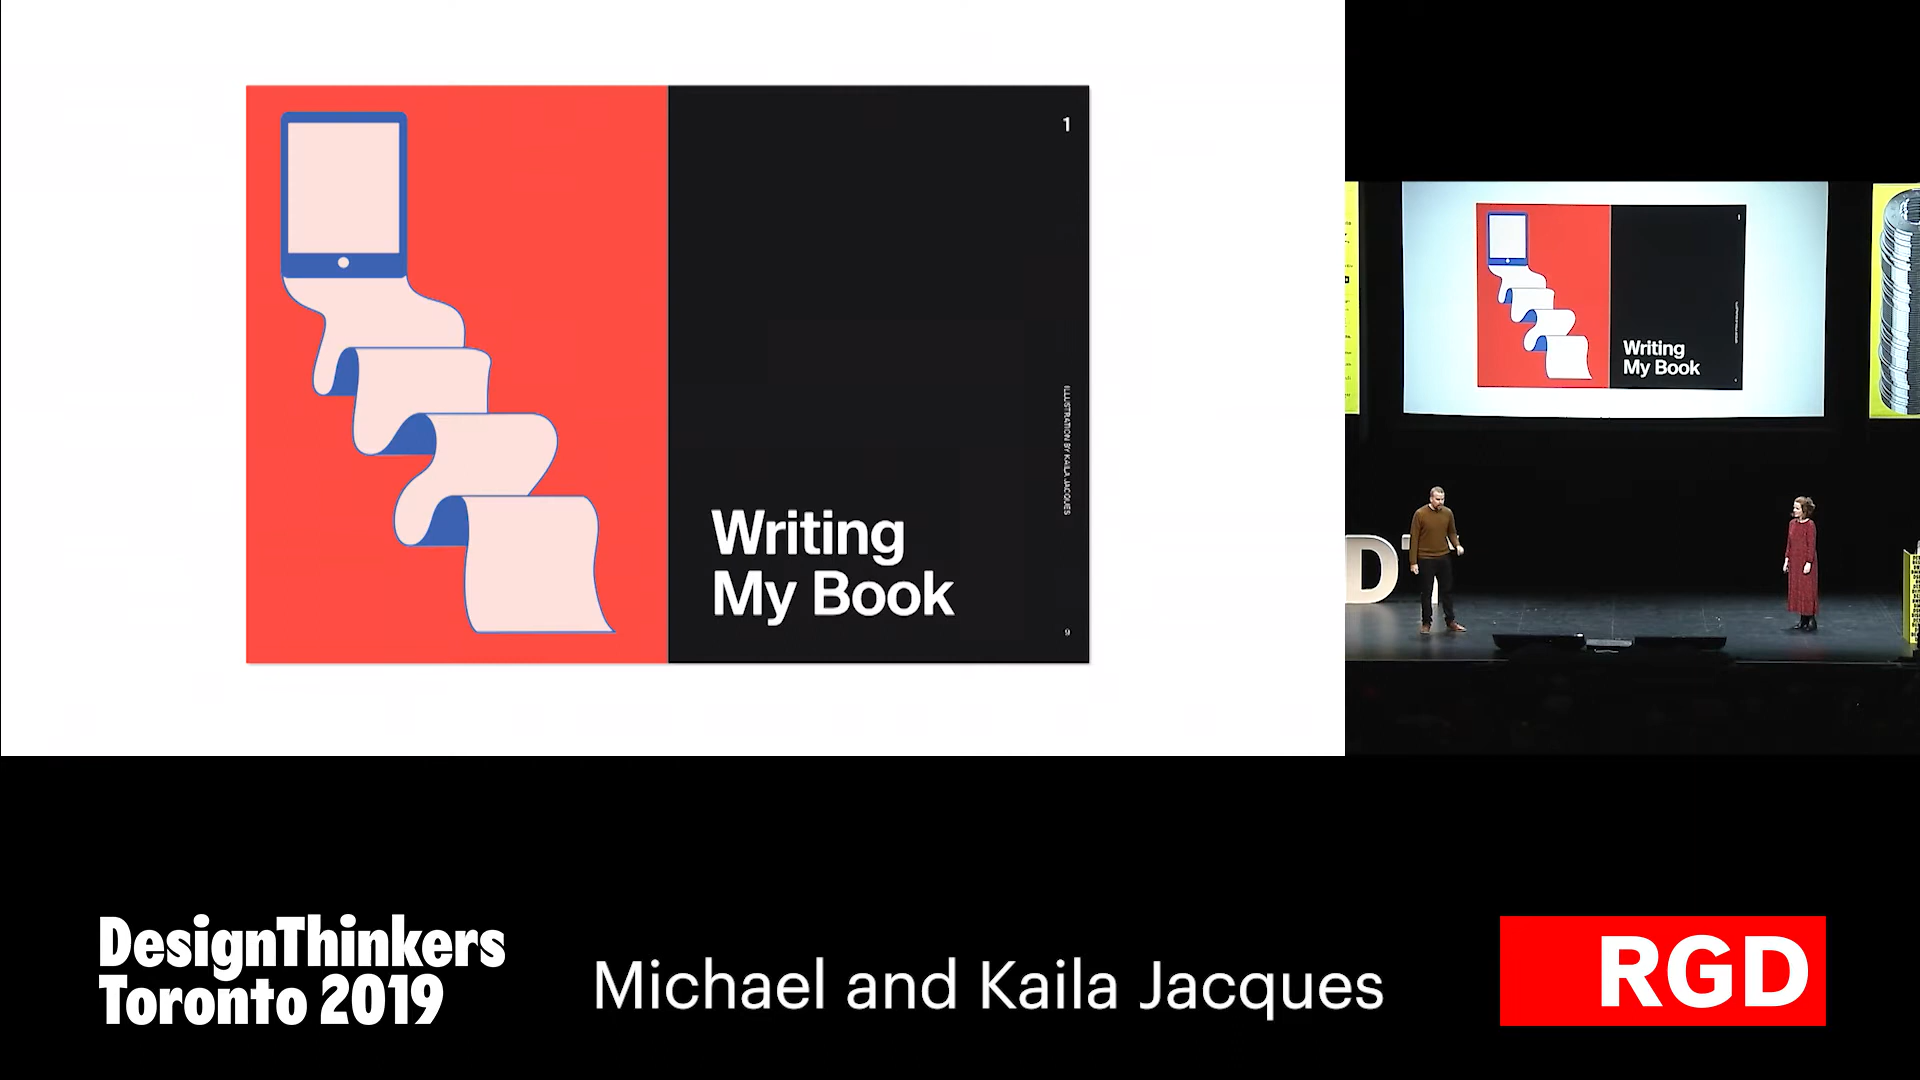 1
ILLUSTRATION BY KAILA JACQUES
Writing
My Book
9
Writing
My Book
D
DesignThinkers
Toronto 2019
Michael and Kaila Jacques
RGD